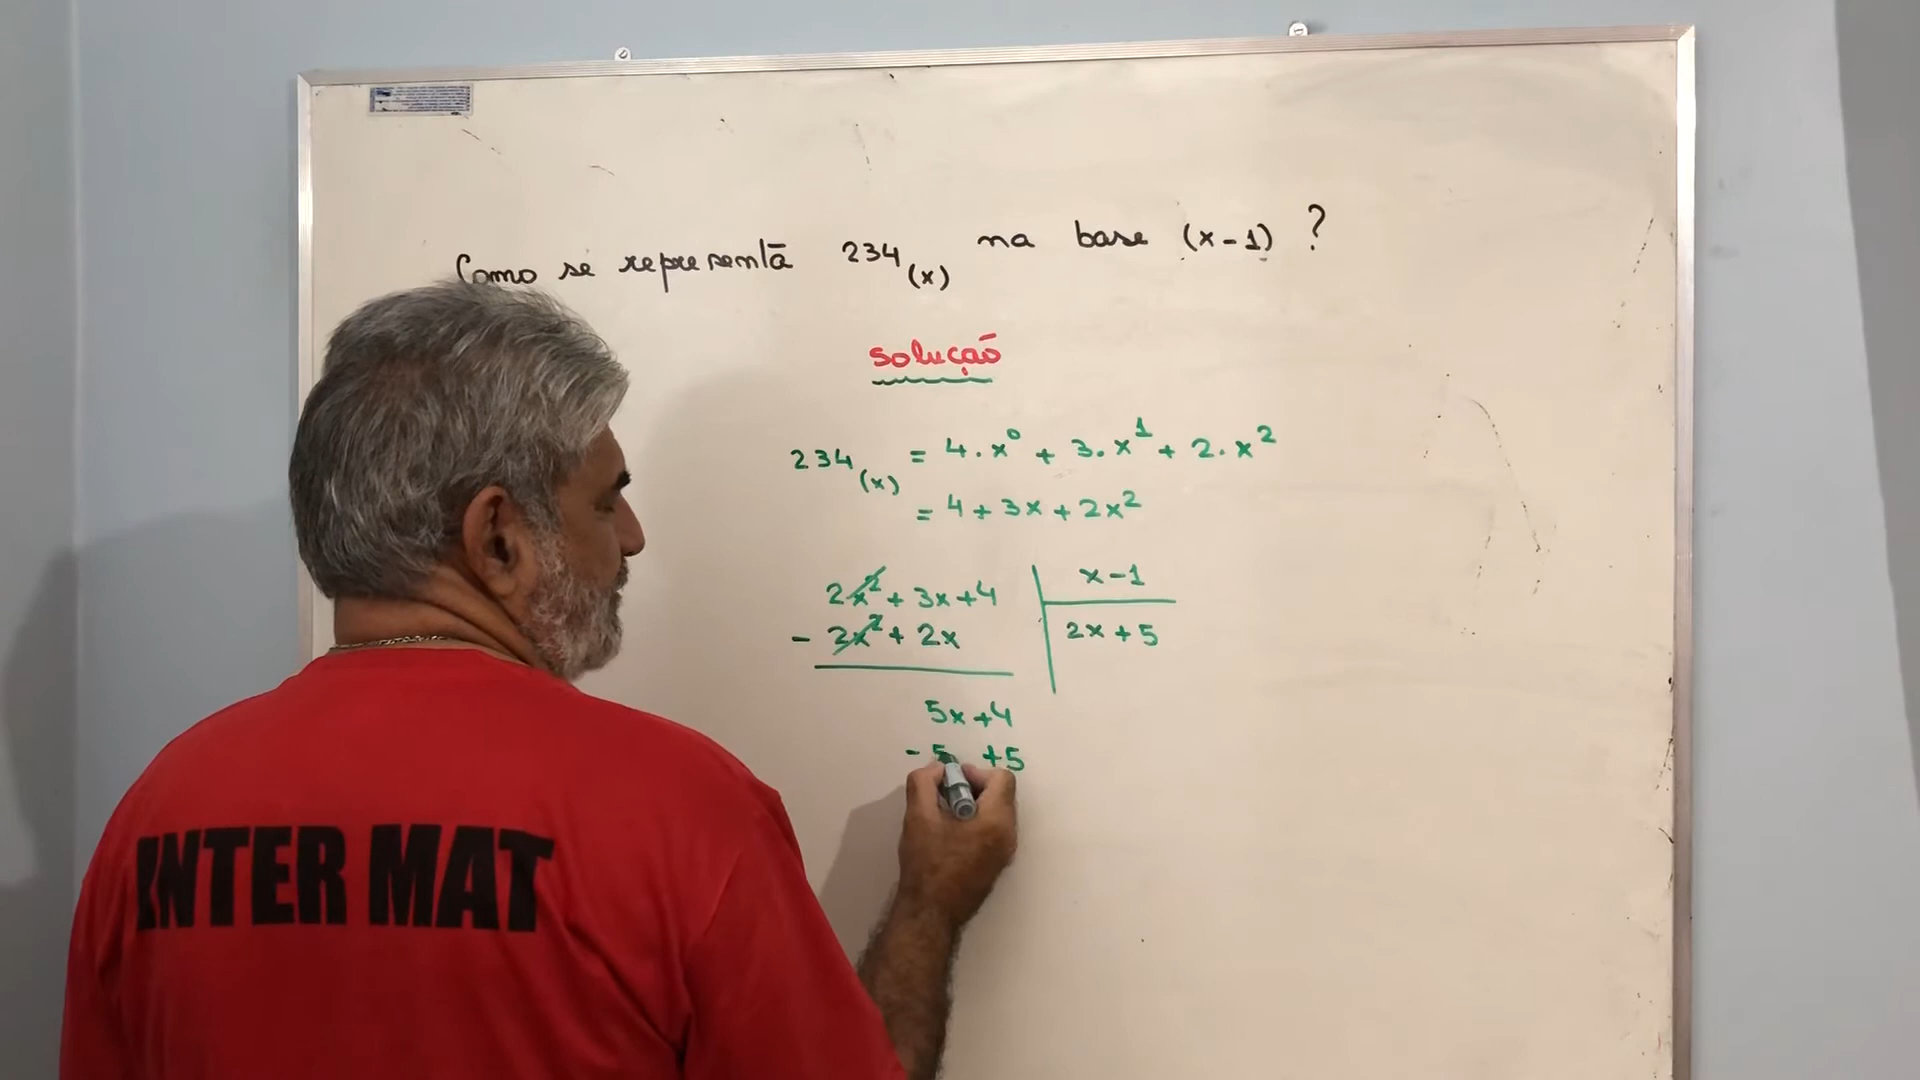 Como se representa 234(x) na base (x-1) ?
solução
234(x) = 4.x⁰ + 3.x¹ + 2.x²
= 4 + 3x + 2x²
2x² + 3x + 4 | x-1
- 2x² + 2x | 2x + 5
5x + 4
- 5 +5
INTER MAT